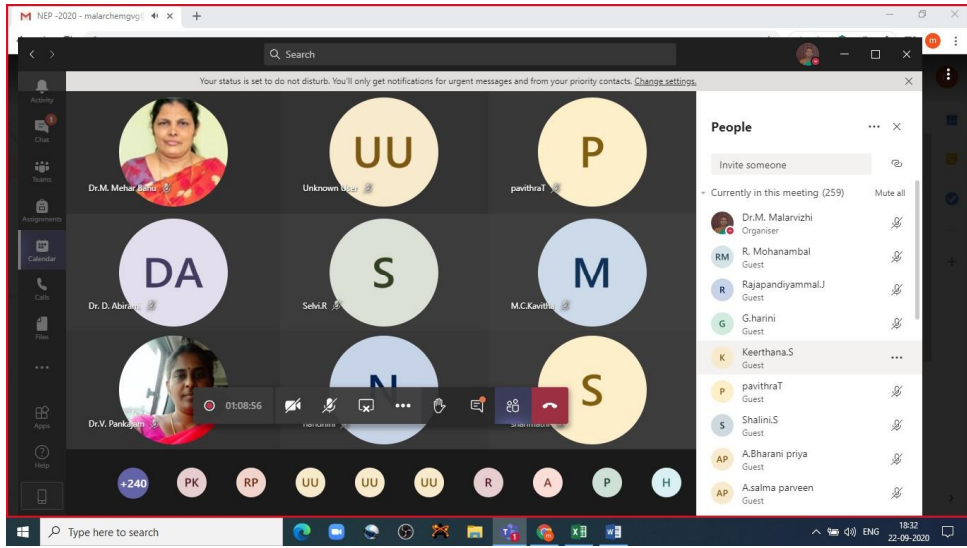 NEP -2020 - malarchemgvg
Search
Your status is set to do not disturb. You'll only get notifications for urgent messages and from your priority contacts. Change settings.
Activity
Chat
1
Teams
Assignments
Calendar
Calls
Files
Apps
Help
Dr.M. Mehar Banu
UU
Unknown User
P
pavithraT
DA
Dr. D. Abirami
S
Selvi.R
M
M.C.Kavitha
Dr.V. Pankajam
N
S
01:08:56
+240
PK
RP
UU
UU
UU
R
A
P
H
People
Invite someone
Currently in this meeting (259)
Mute all
Dr.M. Malarvizhi
Organiser
RM
R. Mohanambal
Guest
R
Rajapandiyammal.J
Guest
G
G.harini
Guest
K
Keerthana.S
Guest
P
pavithraT
Guest
S
Shalini.S
Guest
AP
A.Bharani priya
Guest
AP
A.salma parveen
Guest
m
Type here to search
ENG
18:32
22-09-2020